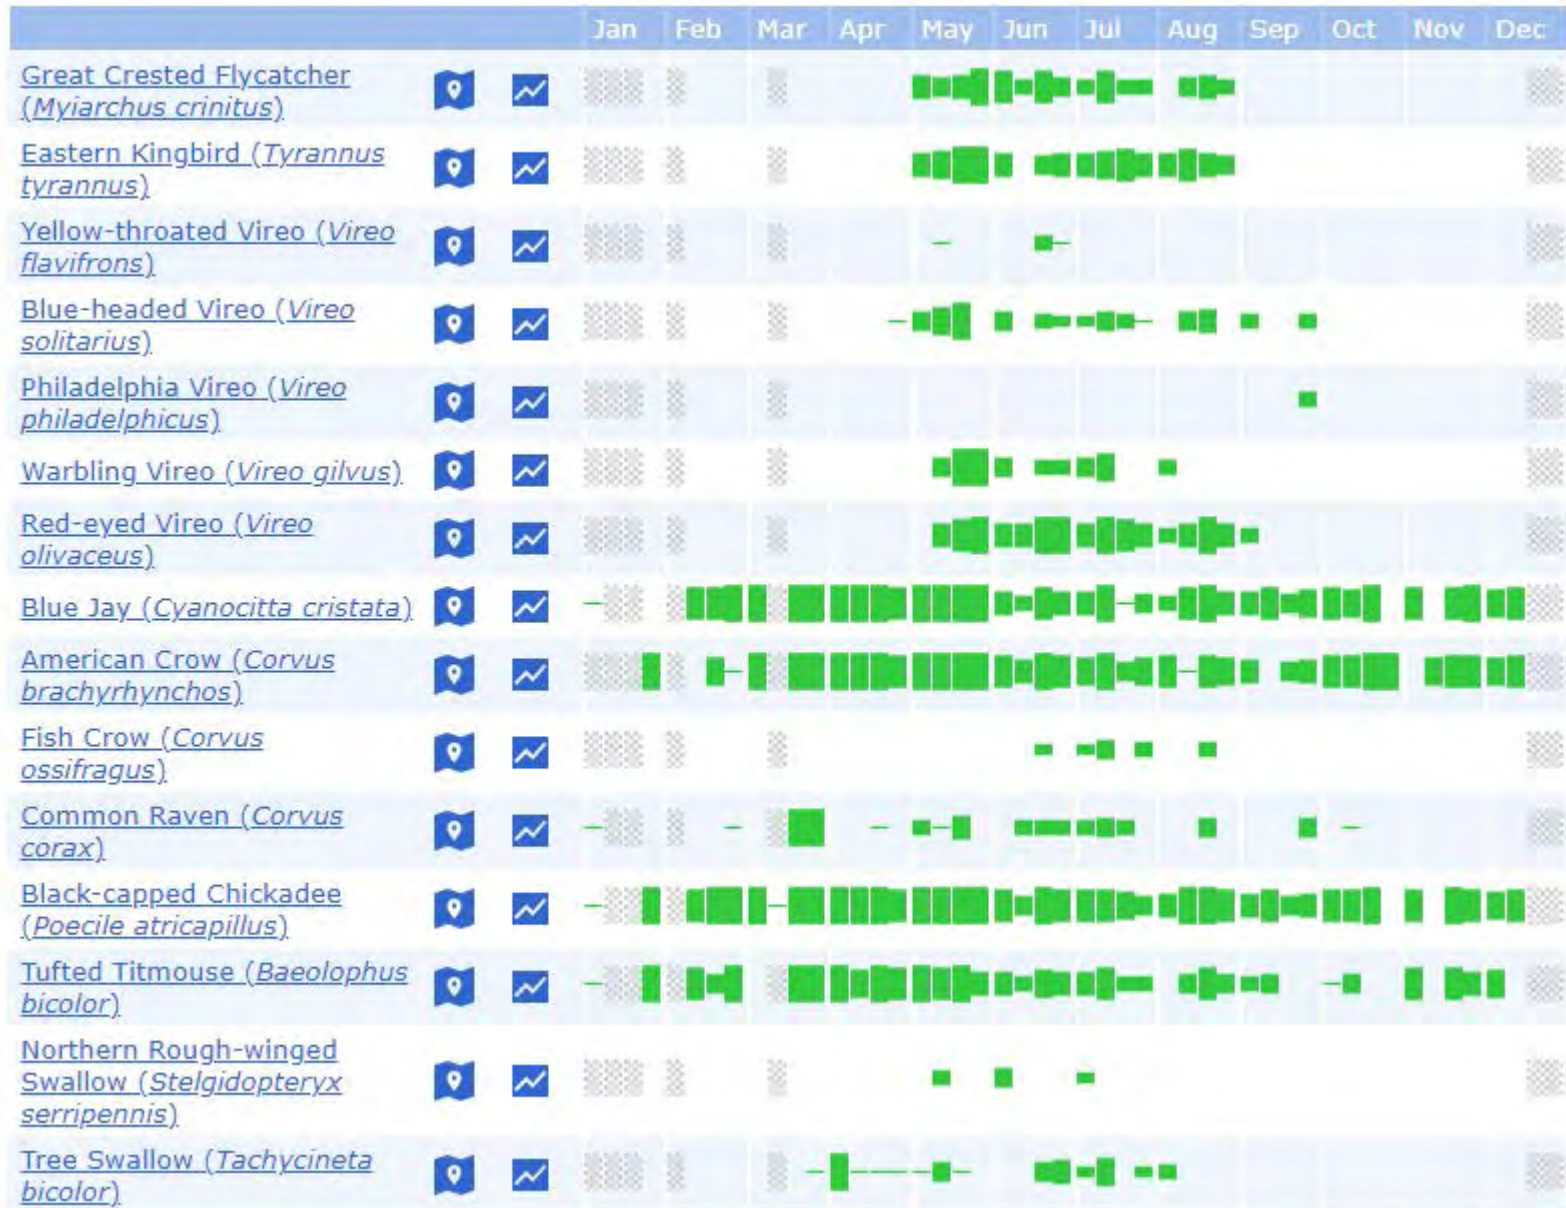 Jan Feb Mar Apr May Jun Jul Aug Sep Oct Nov Dec
Great Crested Flycatcher
(Myiarchus crinitus)
Eastern Kingbird (Tyrannus
tyrannus)
Yellow-throated Vireo (Vireo
flavifrons)
Blue-headed Vireo (Vireo
solitarius)
Philadelphia Vireo (Vireo
philadelphicus)
Warbling Vireo (Vireo gilvus)
Red-eyed Vireo (Vireo
olivaceus)
Blue Jay (Cyanocitta cristata)
American Crow (Corvus
brachyrhynchos)
Fish Crow (Corvus
ossifragus)
Common Raven (Corvus
corax)
Black-capped Chickadee
(Poecile atricapillus)
Tufted Titmouse (Baeolophus
bicolor)
Northern Rough-winged
Swallow (Stelgidopteryx
serripennis)
Tree Swallow (Tachycineta
bicolor)